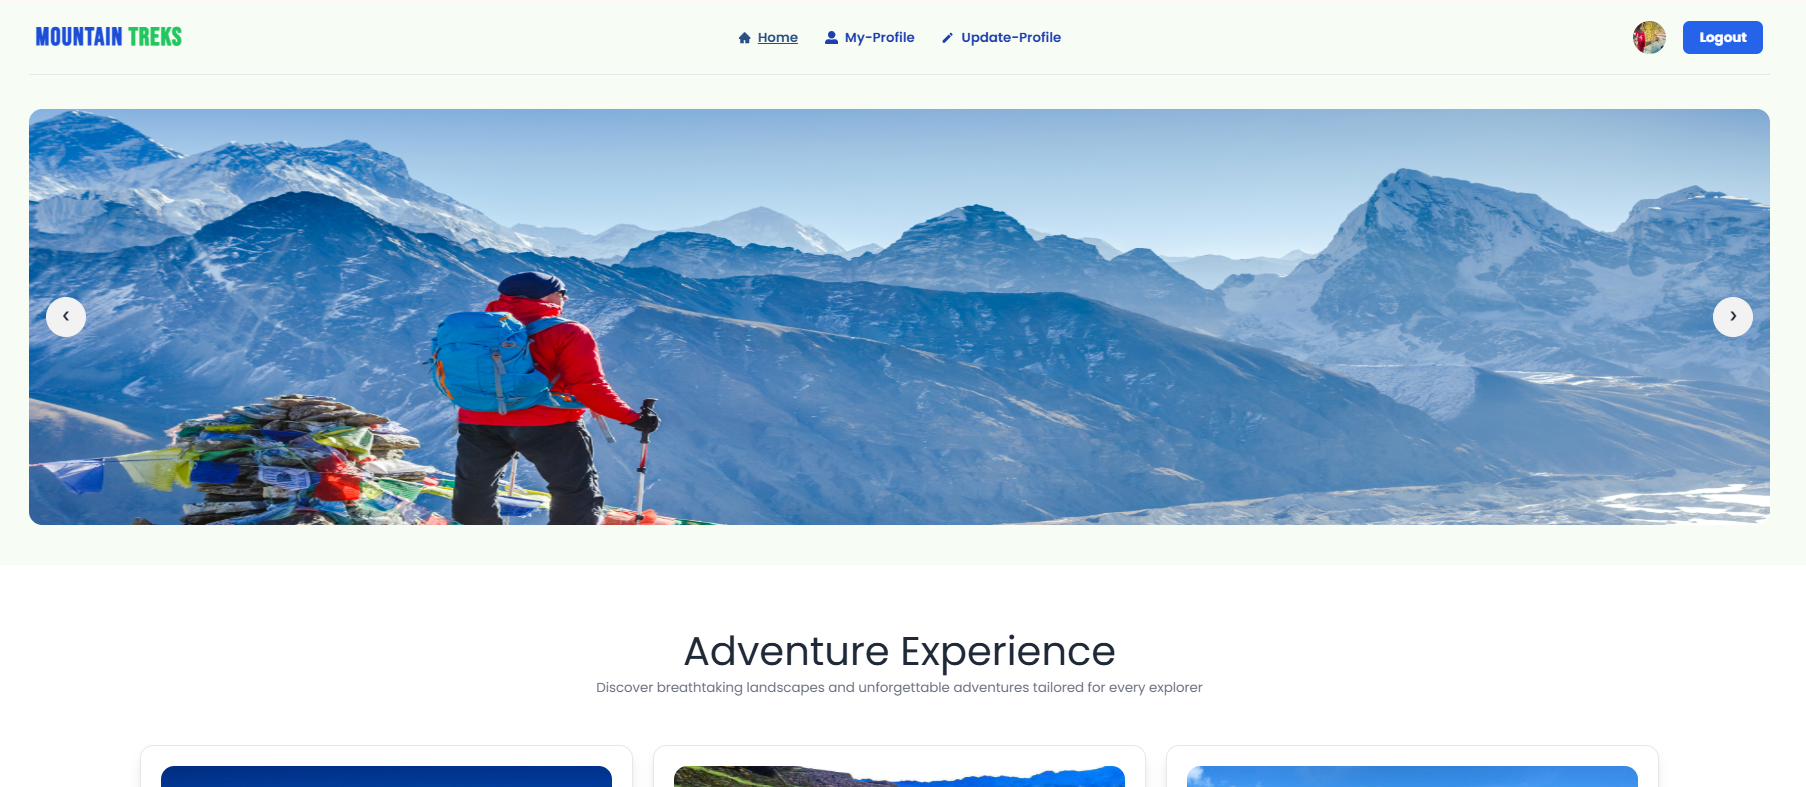 MOUNTAIN TREKS
Home
My-Profile
Update-Profile
Logout
Adventure Experience
Discover breathtaking landscapes and unforgettable adventures tailored for every explorer